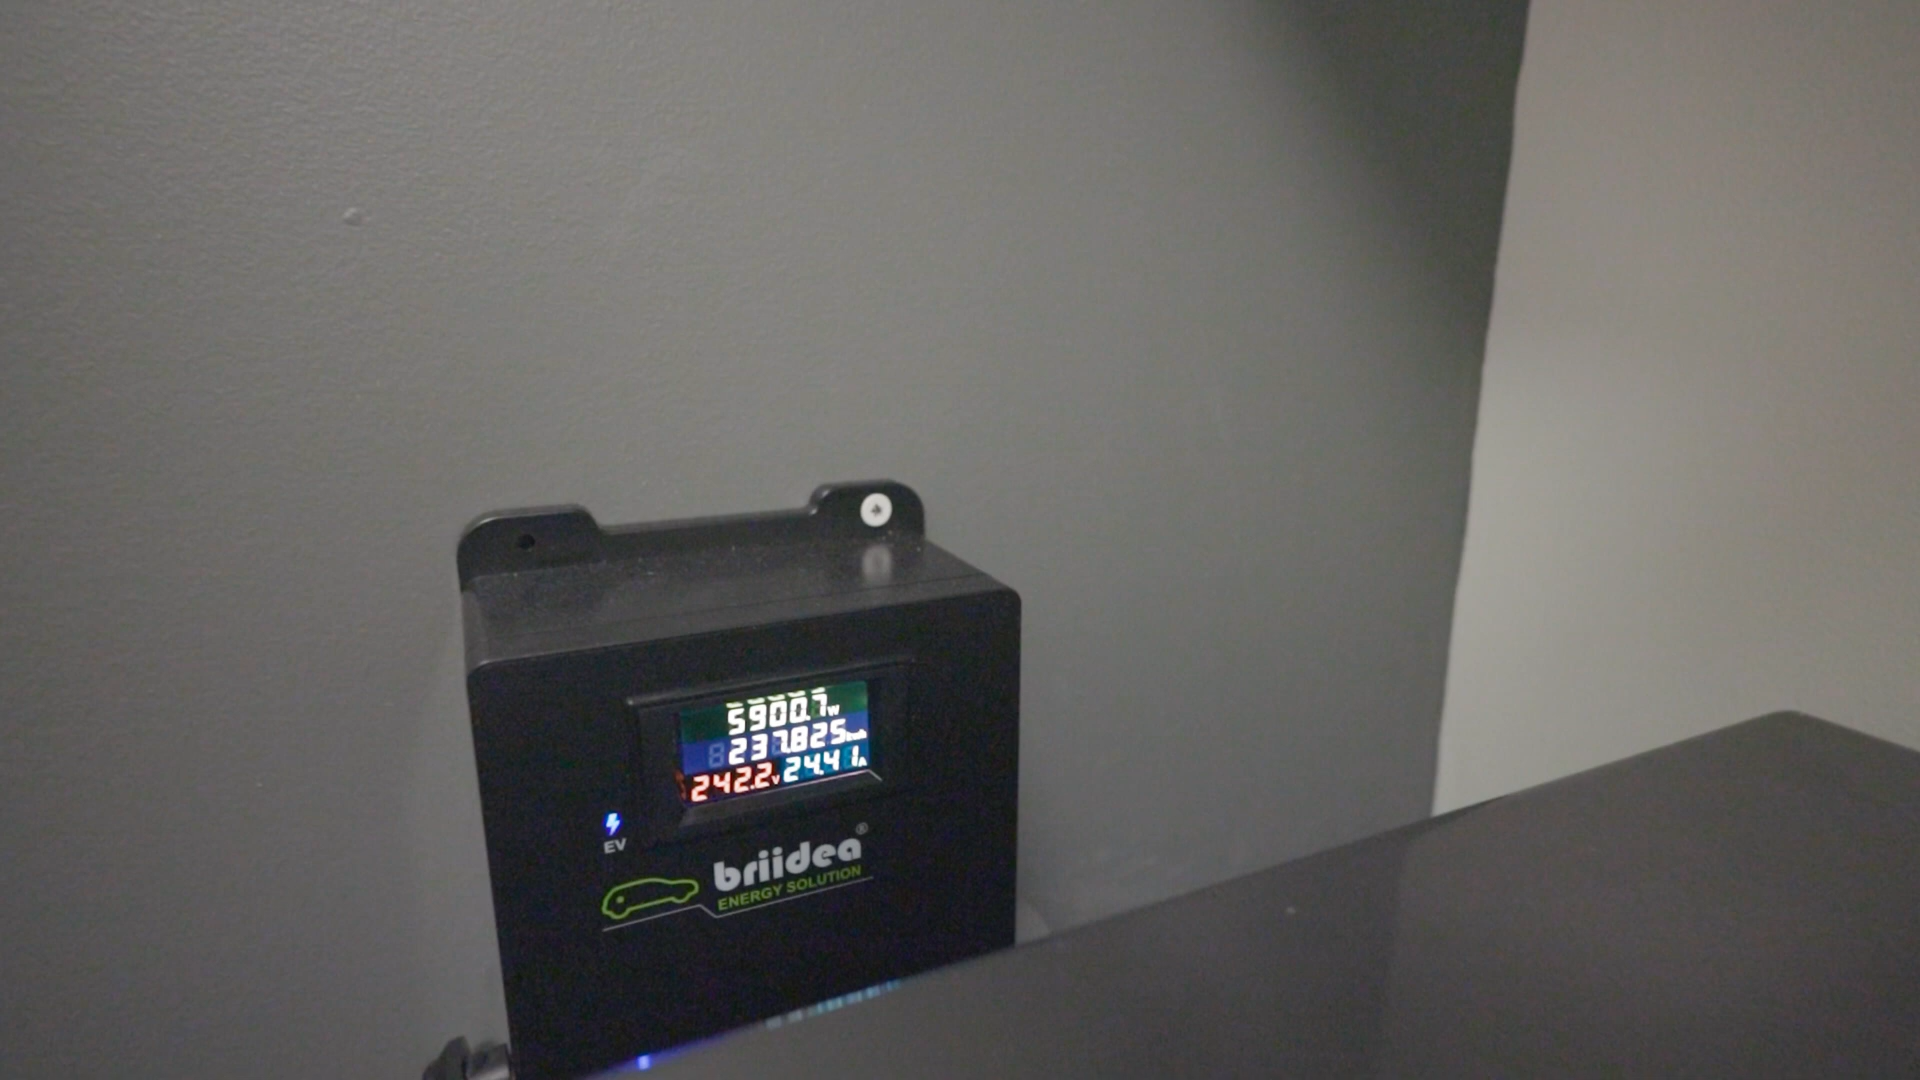 5900.7W
237.825kWh
242.2V 24.41A
EV
briidea®
ENERGY SOLUTION